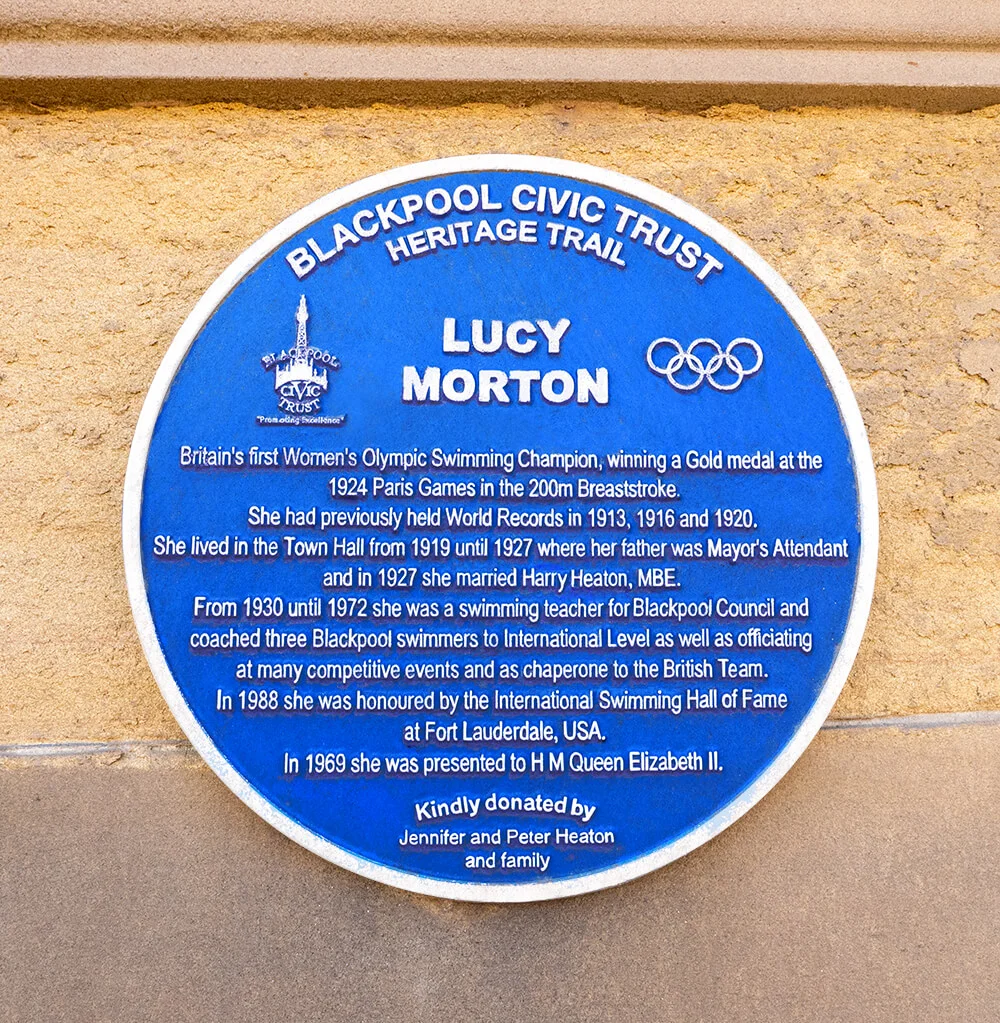 BLACKPOOL CIVIC TRUST
HERITAGE TRAIL
LUCY
MORTON
BLACKPOOL
CIVIC
TRUST
"Promoting Excellence"
Britain's first Women's Olympic Swimming Champion, winning a Gold medal at the
1924 Paris Games in the 200m Breaststroke.
She had previously held World Records in 1913, 1916 and 1920.
She lived in the Town Hall from 1919 until 1927 where her father was Mayor's Attendant
and in 1927 she married Harry Heaton, MBE.
From 1930 until 1972 she was a swimming teacher for Blackpool Council and
coached three Blackpool swimmers to International Level as well as officiating
at many competitive events and as chaperone to the British Team.
In 1988 she was honoured by the International Swimming Hall of Fame
at Fort Lauderdale, USA.
In 1969 she was presented to H M Queen Elizabeth II.
Kindly donated by
Jennifer and Peter Heaton
and family